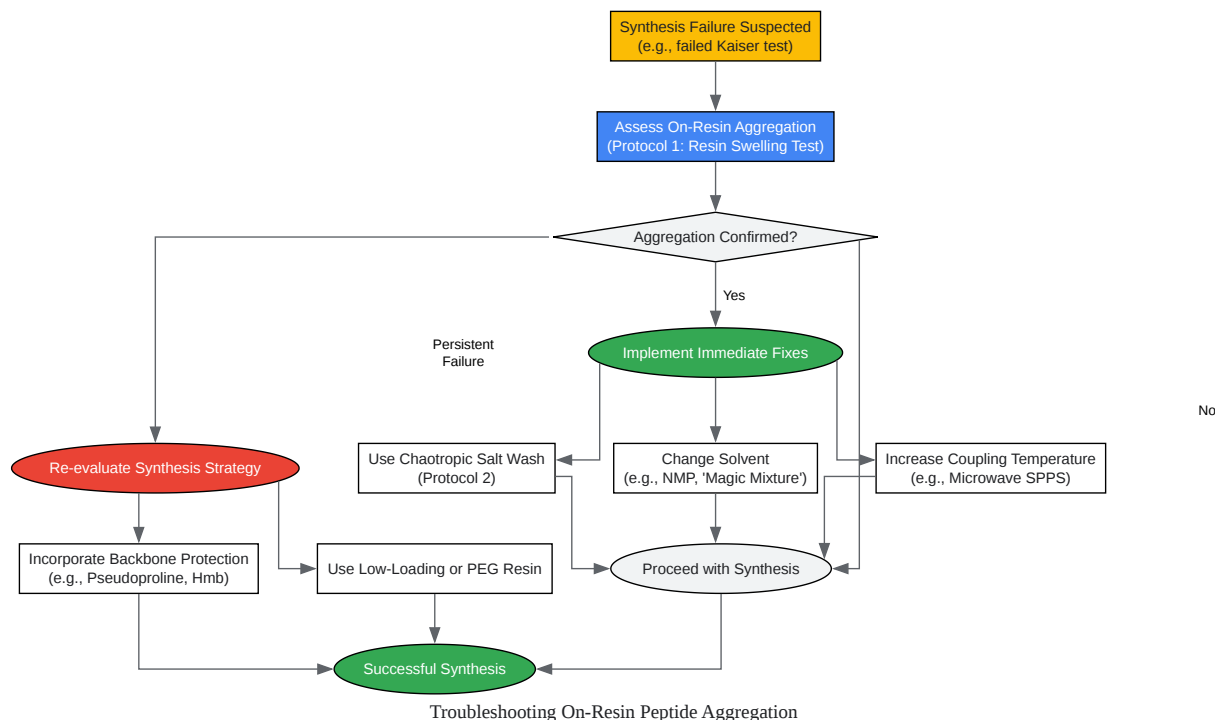 Synthesis Failure Suspected
(e.g., failed Kaiser test)
Assess On-Resin Aggregation
(Protocol 1: Resin Swelling Test)
Aggregation Confirmed?
Yes
Persistent
Failure
Implement Immediate Fixes
No
Re-evaluate Synthesis Strategy
Use Chaotropic Salt Wash
(Protocol 2)
Change Solvent
(e.g., NMP, 'Magic Mixture')
Increase Coupling Temperature
(e.g., Microwave SPPS)
Incorporate Backbone Protection
(e.g., Pseudoproline, Hmb)
Use Low-Loading or PEG Resin
Proceed with Synthesis
Successful Synthesis
Troubleshooting On-Resin Peptide Aggregation